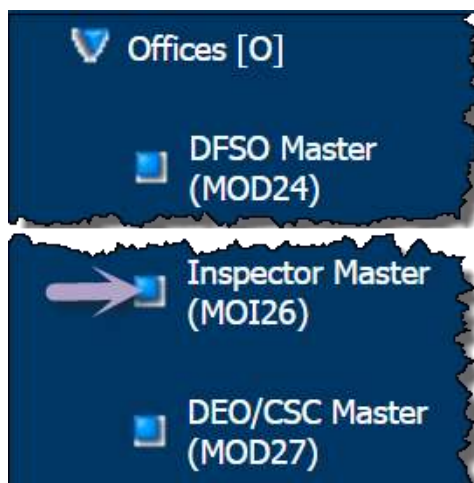 Offices [O]
DFSO Master
(MOD24)
Inspector Master
(MOI26)
DEO/CSC Master
(MOD27)